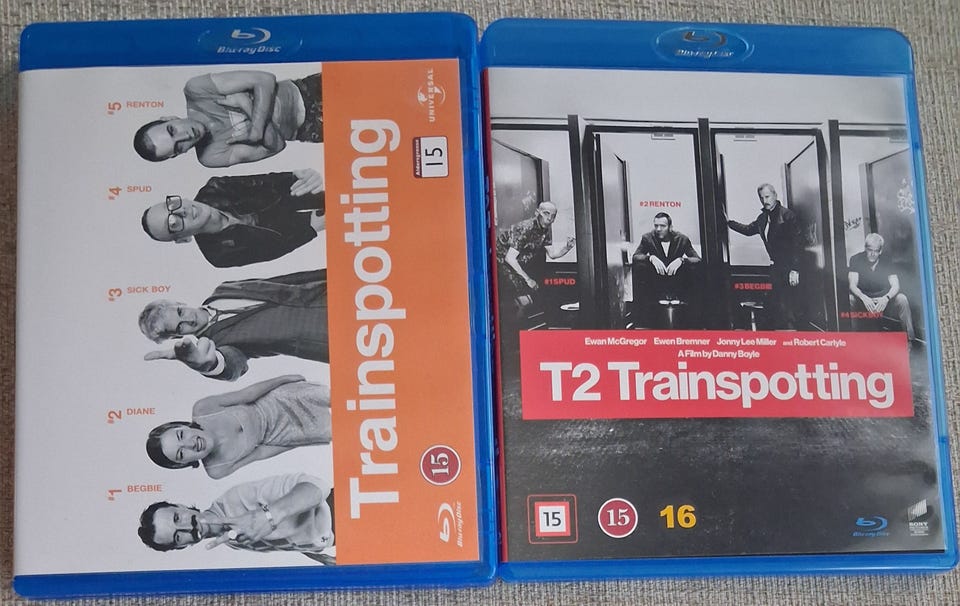 Blu-ray Disc
#5 RENTON
#4 SPUD
#3 SICK BOY
#2 DIANE
#1 BEGBIE
Trainspotting
UNIVERSAL
Aldersgrense
15
15
Blu-ray Disc
Blu-ray Disc
#1 SPUD
#2 RENTON
#3 BEGBIE
#4 SICK BOY
Ewan McGregor Ewen Bremner Jonny Lee Miller and Robert Carlyle
A Film by Danny Boyle
T2 Trainspotting
15
15
16
Blu-ray Disc
SONY